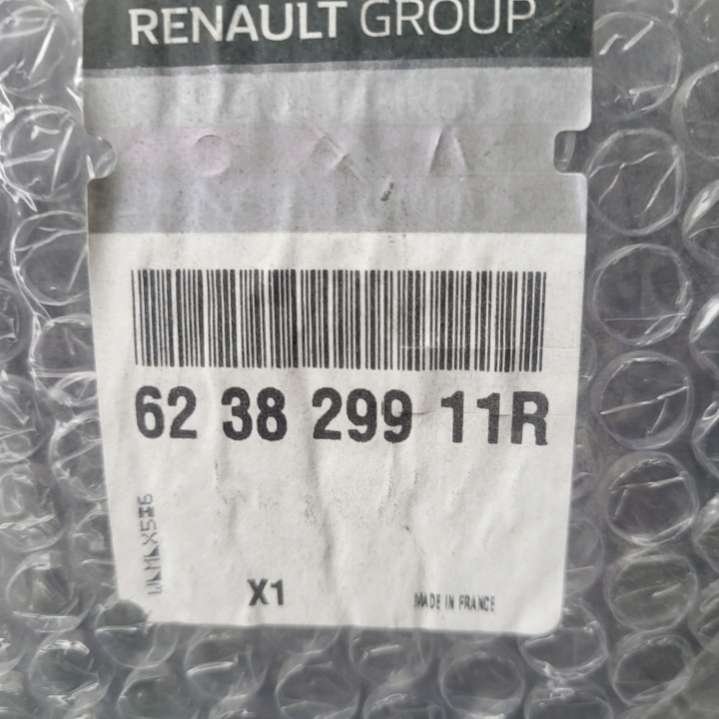 RENAULT GROUP
62 38 299 11R
X1
MADE IN FRANCE